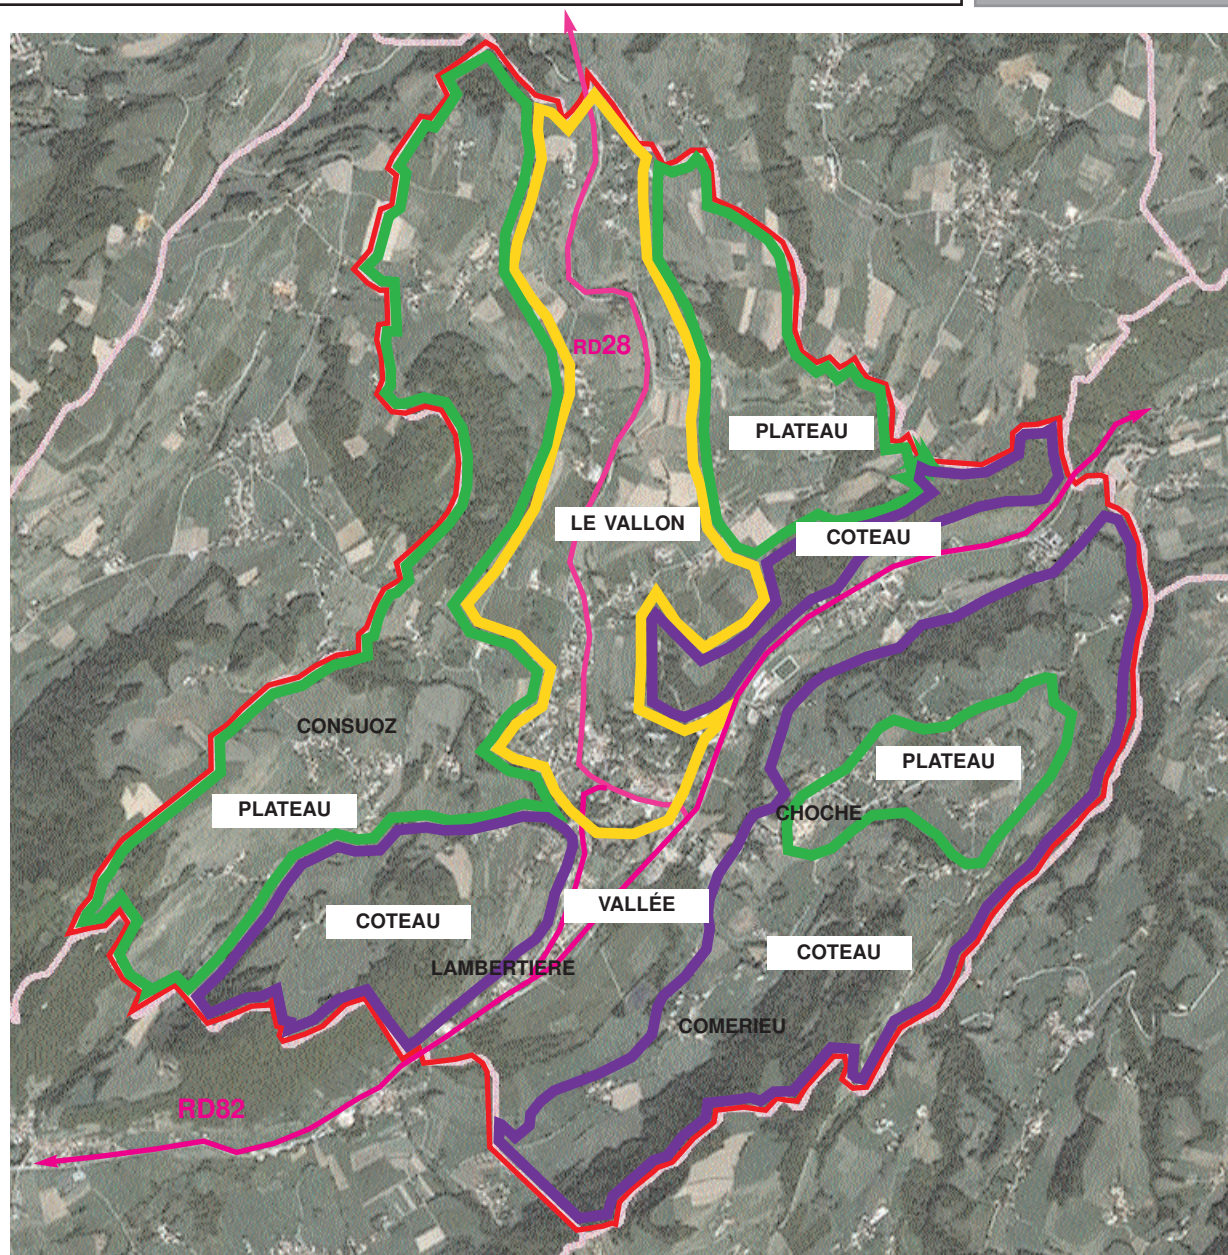 RD28
PLATEAU
LE VALLON
COTEAU
CONSUOZ
PLATEAU
PLATEAU
CHOCHE
VALLÉE
COTEAU
COTEAU
LAMBERTIERE
COMERIEU
RD82